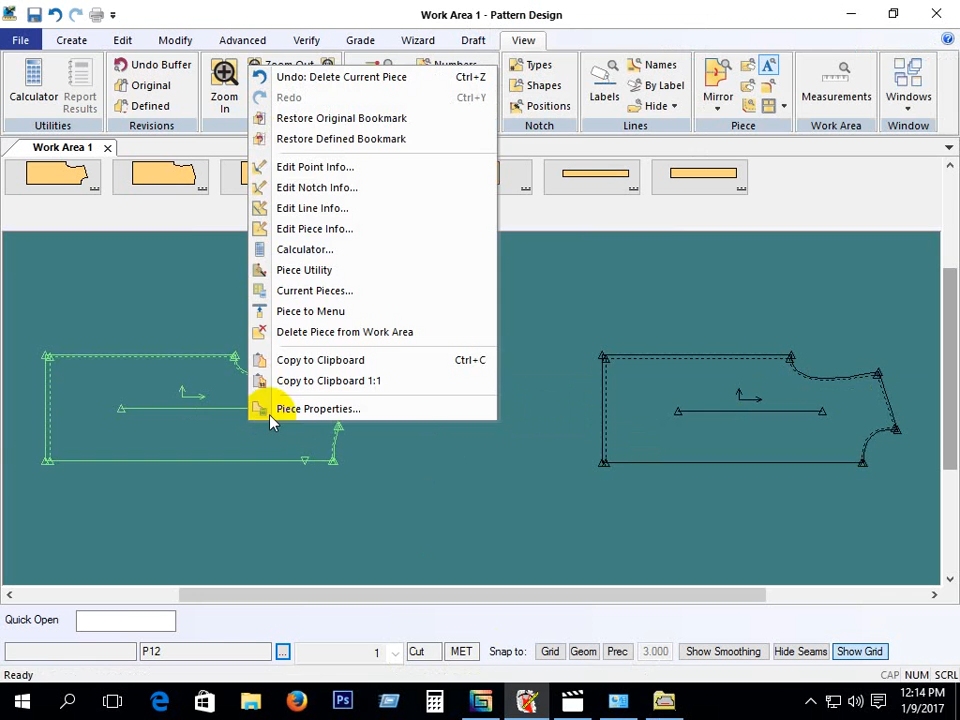 Work Area 1 - Pattern Design
File Create Edit Modify Advanced Verify Grade Wizard Draft View
Calculator Report Results
Utilities
Undo Buffer
Original
Defined
Revisions
Zoom In
Zoom Out
Numbers
Types
Shapes
Positions
Notch
Labels
Names
By Label
Hide
Lines
Mirror
A
Piece
Measurements
Work Area
Windows
Window
Work Area 1
Undo: Delete Current Piece Ctrl+Z
Redo Ctrl+Y
Restore Original Bookmark
Restore Defined Bookmark
Edit Point Info...
Edit Notch Info...
Edit Line Info...
Edit Piece Info...
Calculator...
Piece Utility
Current Pieces...
Piece to Menu
Delete Piece from Work Area
Copy to Clipboard Ctrl+C
Copy to Clipboard 1:1
Piece Properties...
Quick Open
P12 ... 1 Cut MET Snap to: Grid Geom Prec 3.000 Show Smoothing Hide Seams Show Grid
Ready CAP NUM SCRL
Ps
12:14 PM
1/9/2017